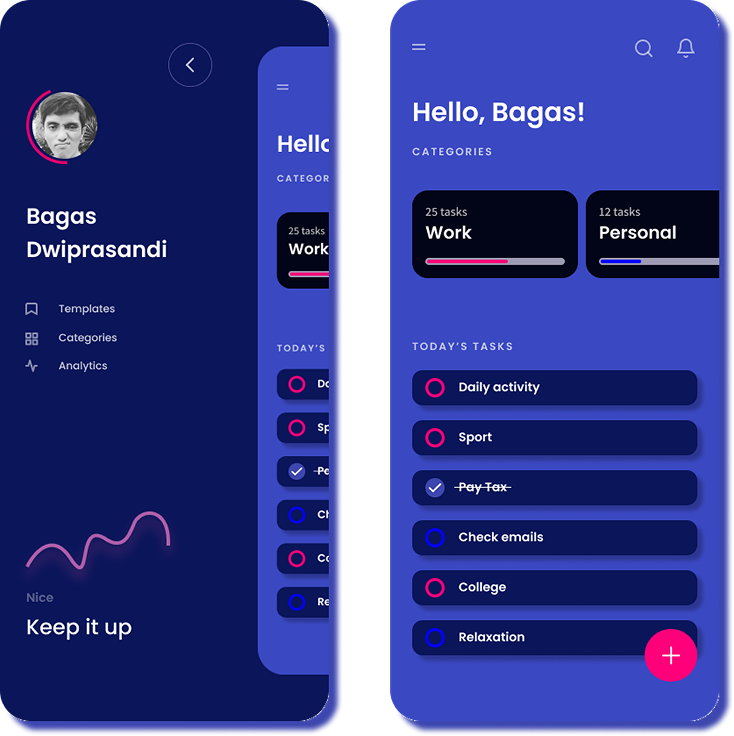 Bagas
Dwiprasandi
Templates
Categories
Analytics
Nice
Keep it up
Hello
CATEGOR
25 tasks
Work
TODAY'S
Da
Sp
Pe
Ch
Co
Re
Hello, Bagas!
CATEGORIES
25 tasks
Work
12 tasks
Personal
TODAY'S TASKS
Daily activity
Sport
Pay Tax
Check emails
College
Relaxation